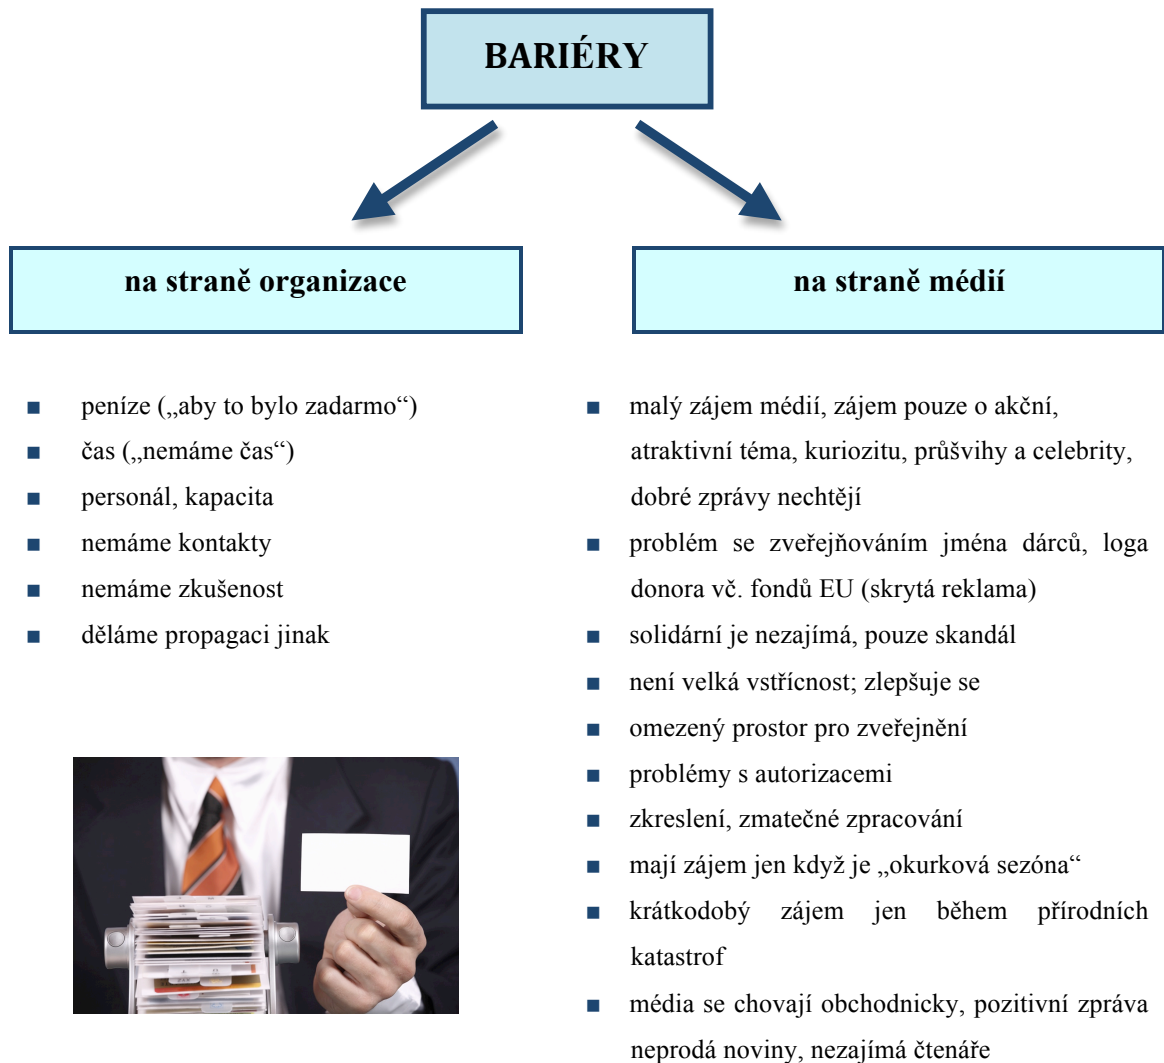 BARIÉRY
na straně organizace
■ peníze („aby to bylo zadarmo“)
■ čas („nemáme čas“)
■ personál, kapacita
■ nemáme kontakty
■ nemáme zkušenost
■ děláme propagaci jinak
na straně médií
■ malý zájem médií, zájem pouze o akční,
atraktivní téma, kuriozitu, průšvihy a celebrity,
dobré zprávy nechtějí
■ problém se zveřejňováním jména dárců, loga
donora vč. fondů EU (skrytá reklama)
■ solidární je nezajímá, pouze skandál
■ není velká vstřícnost; zlepšuje se
■ omezený prostor pro zveřejnění
■ problémy s autorizacemi
■ zkreslení, zmatečné zpracování
■ mají zájem jen když je „okurková sezóna“
■ krátkodobý zájem jen během přírodních
katastrof
■ média se chovají obchodnicky, pozitivní zpráva
neprodá noviny, nezajímá čtenáře